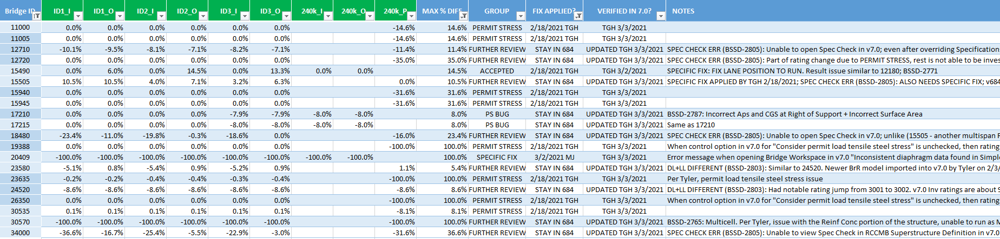 Bridge ID ID1_I ID1_O ID2_I ID2_O ID3_I ID3_O 240k_I 240k_O 240k_P MAX % DIFF GROUP FIX APPLIED? VERIFIED IN 7.0? NOTES
11000 0.0% 0.0% 0.0% 0.0% 0.0% 0.0% -14.6% 14.6% PERMIT STRESS 2/18/2021 TGH TGH 3/3/2021
11005 0.0% 0.0% 0.0% 0.0% 0.0% 0.0% -14.6% 14.6% PERMIT STRESS 2/18/2021 TGH TGH 3/3/2021
12710 -10.1% -9.5% -8.1% -7.1% -8.2% -7.1% -11.4% 11.4% FURTHER REVIEW STAY IN 684 UPDATED TGH 3/3/2021 SPEC CHECK ERR (BSSD-2805): Unable to open Spec Check in v7.0; even after overriding Specification
12720 0.0% 0.0% 0.0% 0.0% 0.0% 0.0% -35.0% 35.0% FURTHER REVIEW STAY IN 684 UPDATED TGH 3/3/2021 SPEC CHECK ERR (BSSD-2805): Part of rating change due to PERMIT STRESS, rest is not able to be inves
15490 0.0% 6.0% 0.0% 14.5% 0.0% 13.3% 0.0% 0.0% 14.5% ACCEPTED 2/18/2021 TGH TGH 3/2/2021 SPECIFIC FIX: FIX LANE POSITION TO RUN. Result issue similar to 12180; BSSD-2771
15505 10.5% 10.5% 4.0% 7.1% 3.2% 6.3% 0.0% 10.5% FURTHER REVIEW STAY IN 684 UPDATED TGH 3/3/2021 SPECIFIC FIX APPLIED BY TGH 2/18/2021; SPEC CHECK ERR (BSSD-2805): ALSO NEEDS SPECIFIC FIX; v684
15940 0.0% 0.0% 0.0% 0.0% 0.0% 0.0% -31.6% 31.6% PERMIT STRESS 2/18/2021 TGH TGH 3/3/2021
15945 0.0% 0.0% 0.0% 0.0% 0.0% 0.0% -31.6% 31.6% PERMIT STRESS 2/18/2021 TGH TGH 3/3/2021
17210 0.0% 0.0% 0.0% 0.0% -7.9% -7.9% -8.0% -8.0% 8.0% PS BUG STAY IN 684 UPDATED TGH 3/3/2021 BSSD-2787: Incorrect Aps and CGS at Right of Support + Incorrect Surface Area
17215 0.0% 0.0% 0.0% 0.0% -8.0% -8.0% -8.0% -8.0% 8.0% PS BUG STAY IN 684 UPDATED TGH 3/3/2021 Same as 17210
18480 -23.4% -11.0% -19.8% -0.3% -18.6% 0.0% -16.0% 23.4% FURTHER REVIEW STAY IN 684 UPDATED TGH 3/3/2021 SPEC CHECK ERR (BSSD-2805): Unable to open Spec Check in v7.0; unlike (15505 - another multispan
19388 0.0% 0.0% 0.0% 0.0% 0.0% 0.0% -100.0% 100.0% PERMIT STRESS 2/18/2021 TGH TGH 3/3/2021 When control option in v7.0 for "Consider permit load tensile steel stress" is unchecked, then rating
20409 -100.0% -100.0% -100.0% -100.0% -100.0% -100.0% -100.0% -100.0% 100.0% SPECIFIC FIX 3/2/2021 MJ TGH 3/3/2021 Error message when opening Bridge Workspace in v7.0 "Inconsistent diaphragm data found in Simple
23580 -5.1% 0.8% -5.4% 0.9% -5.2% 0.9% 1.1% 5.4% FURTHER REVIEW STAY IN 684 UPDATED TGH 3/3/2021 DL+LL DIFFERENT (BSSD-2803): Similar to 24520. Newer BrR model imported into v7.0 by Tyler on 2/3/
23635 -0.2% -0.2% -0.4% -0.4% -0.3% -0.4% -100.0% 100.0% PERMIT STRESS 2/18/2021 TGH TGH 3/3/2021 Per Tyler, permit load tensile steel stress issue
24520 -8.6% -8.6% -8.6% -8.6% -8.6% -8.6% -8.6% 8.6% FURTHER REVIEW STAY IN 684 UPDATED TGH 3/3/2021 DL+LL DIFFERENT (BSSD-2803): Had notable rating jump from 3001 to 3002. v7.0 Inv ratings are about
26350 0.0% 0.0% 0.0% 0.0% 0.0% 0.0% -100.0% 100.0% PERMIT STRESS 2/18/2021 TGH TGH 3/3/2021 When control option in v7.0 for "Consider permit load tensile steel stress" is unchecked, then rating
30535 0.1% 0.1% 0.1% 0.1% 0.1% 0.1% -8.1% 8.1% PERMIT STRESS 2/18/2021 TGH TGH 3/3/2021
30570 -100.0% -100.0% -100.0% -100.0% -100.0% -100.0% -100.0% 100.0% FURTHER REVIEW STAY IN 684 UPDATED TGH 3/3/2021 BSSD-2765: Multicell. Per Tyler, issue with the Reinf Conc portion of the structure, unable to run as
34000 -36.6% -16.7% -25.4% -5.5% -22.9% -3.0% -31.6% 36.6% FURTHER REVIEW STAY IN 684 UPDATED TGH 3/3/2021 SPEC CHECK ERR (BSSD-2805): Unable to view Spec Check in RCCMB Superstructure Definition in v7.0